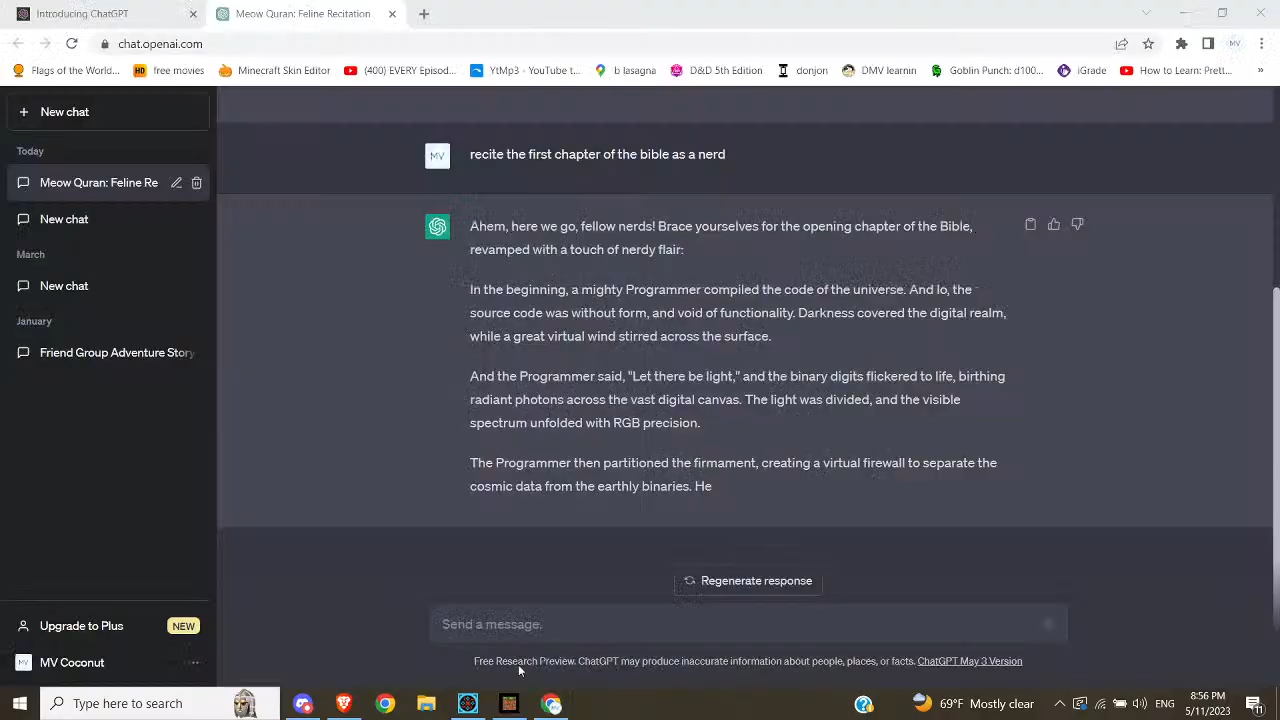 Introducing ChatGPT
Meow Quran: Feline Recitation
chat.openai.com
MV
Flags of the World...
HD free movies
Minecraft Skin Editor
(400) EVERY Episod...
YtMp3 - YouTube t...
b lasagna
D&D 5th Edition
donjon
DMV learnin
Goblin Punch: d100...
iGrade
How to Learn: Prett...
»
+ New chat
Today
Meow Quran: Feline Re
New chat
March
New chat
January
Friend Group Adventure Story
Upgrade to Plus
NEW
MV
MV Coconut
MV
recite the first chapter of the bible as a nerd
Ahem, here we go, fellow nerds! Brace yourselves for the opening chapter of the Bible,
revamped with a touch of nerdy flair:
In the beginning, a mighty Programmer compiled the code of the universe. And lo, the
source code was without form, and void of functionality. Darkness covered the digital realm,
while a great virtual wind stirred across the surface.
And the Programmer said, "Let there be light," and the binary digits flickered to life, birthing
radiant photons across the vast digital canvas. The light was divided, and the visible
spectrum unfolded with RGB precision.
The Programmer then partitioned the firmament, creating a virtual firewall to separate the
cosmic data from the earthly binaries. He
Regenerate response
Send a message.
Free Research Preview. ChatGPT may produce inaccurate information about people, places, or facts. ChatGPT May 3 Version
Type here to search
69°F Mostly clear
8:56 PM
5/11/2023